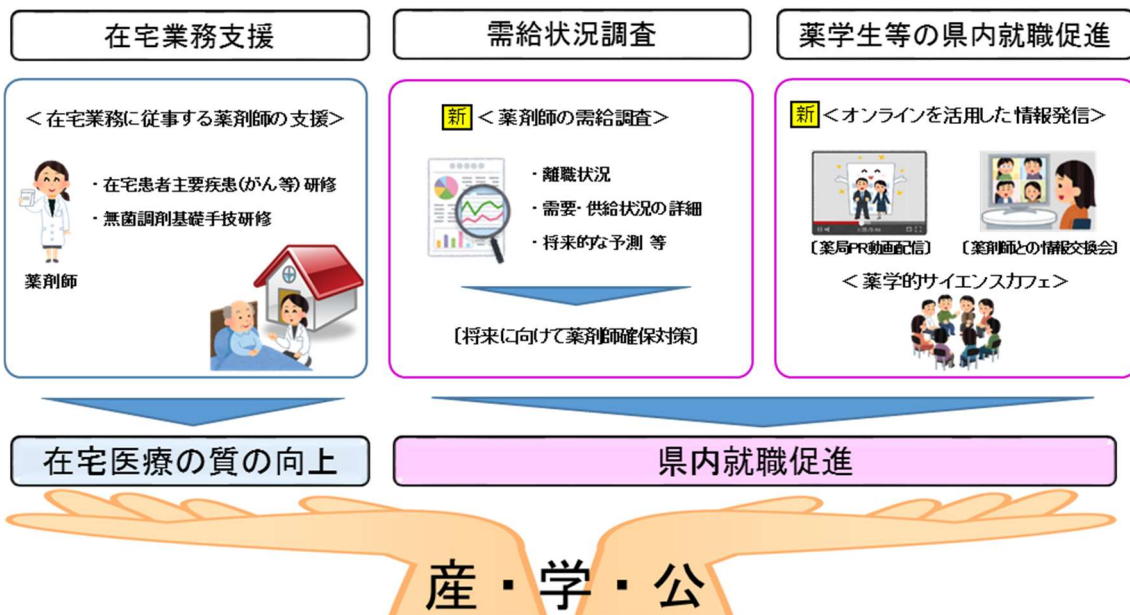 在宅業務支援
＜在宅業務に従事する薬剤師の支援＞
・在宅患者主要疾患(がん等)研修
・無菌調剤基礎手技研修
薬剤師
需給状況調査
新 ＜薬剤師の需給調査＞
・離職状況
・需要・供給状況の詳細
・将来的な予測 等
〔将来に向けて薬剤師確保対策〕
薬学生等の県内就職促進
新 ＜オンラインを活用した情報発信＞
〔薬局PR動画配信〕
〔薬剤師との情報交換会〕
＜薬学的サイエンスカフェ＞
在宅医療の質の向上
県内就職促進
産・学・公